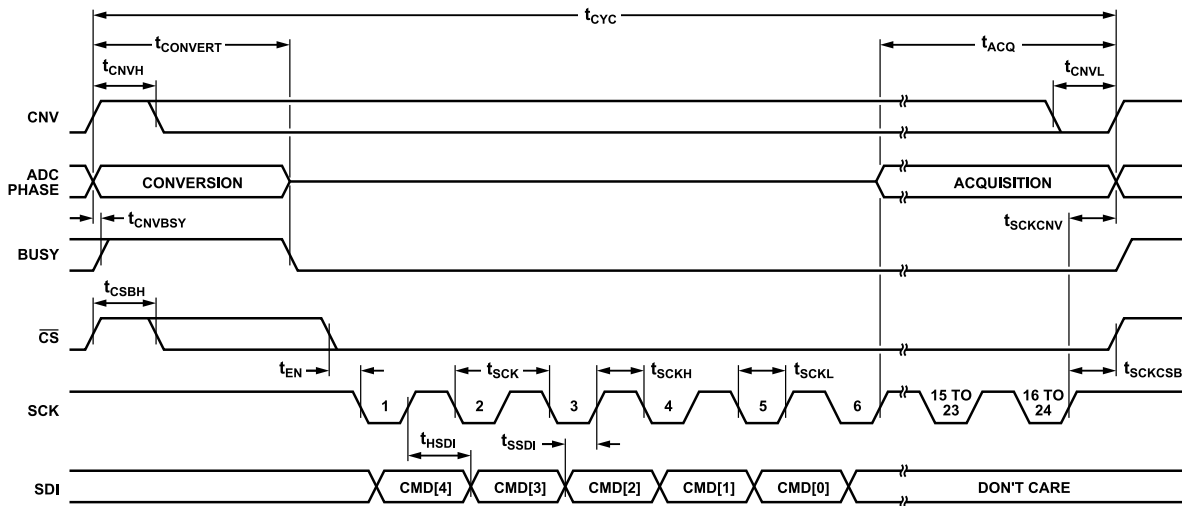 tCYC
tCONVERT
tACQ
tCNVH
tCNVL
CNV
ADC
PHASE
CONVERSION
ACQUISITION
tCNVBSY
tSCKCNV
BUSY
tCSBH
CS
tEN
tSCK
tSCKH
tSCKL
tSCKCSB
SCK
1
2
3
4
5
6
15 TO
23
16 TO
24
tHSDI
tSSDI
SDI
CMD[4]
CMD[3]
CMD[2]
CMD[1]
CMD[0]
DON'T CARE